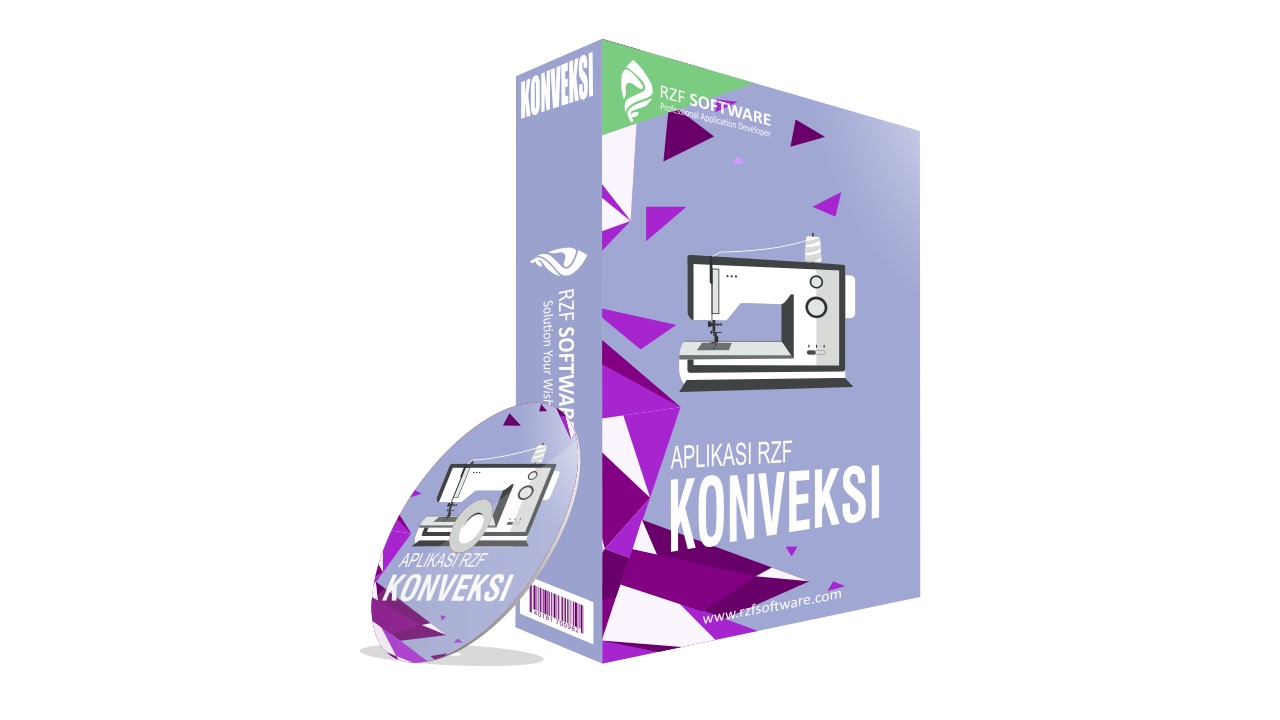 KONVEKSI
RZF SOFTWARE
Professional Application Developer
RZF SOFTWAR
Solution Your Wish
APLIKASI RZF
KONVEKSI
www.rzfsoftware.com
APLIKASI RZF
KONVEKSI